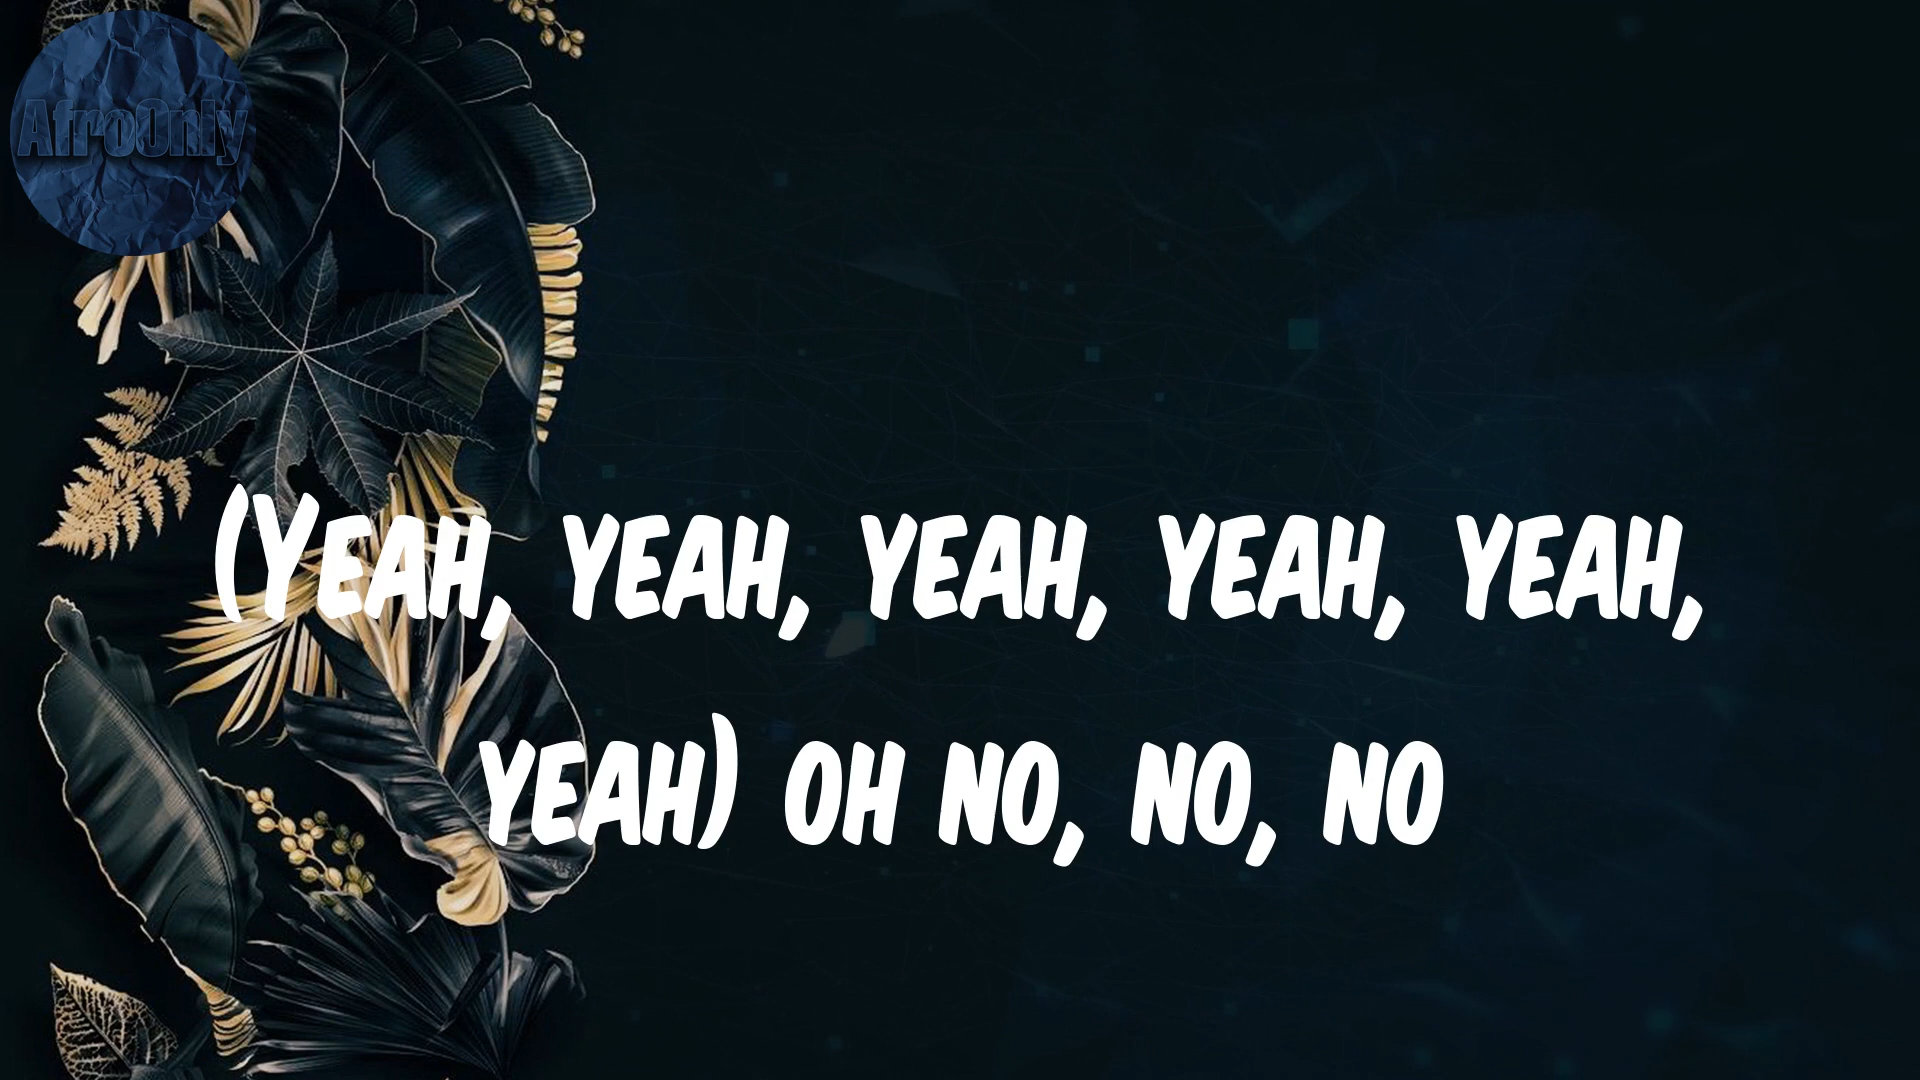 AfroOnly
(YEAH, YEAH, YEAH, YEAH, YEAH,
YEAH) OH NO, NO, NO